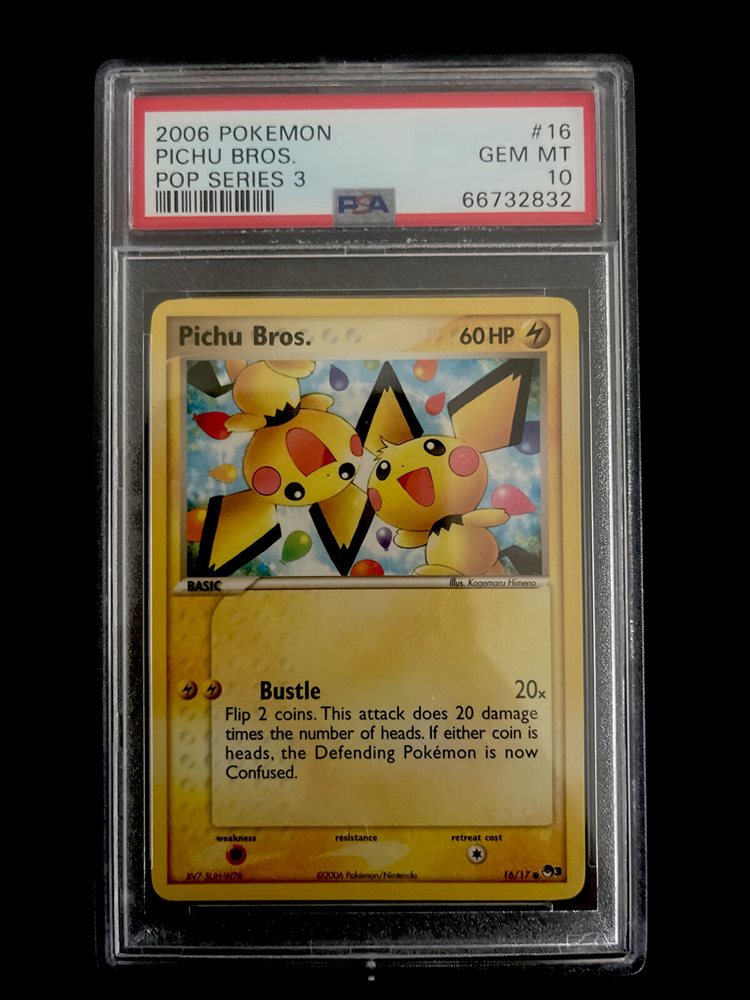 2006 POKEMON #16
PICHU BROS. GEM MT
POP SERIES 3 10
PSA 66732832
Pichu Bros. 60 HP
BASIC Illus. Kagemaru Himeno
Bustle 20x
Flip 2 coins. This attack does 20 damage
times the number of heads. If either coin is
heads, the Defending Pokémon is now
Confused.
weakness resistance retreat cost
©2006 Pokémon/Nintendo 16/17 ● 3